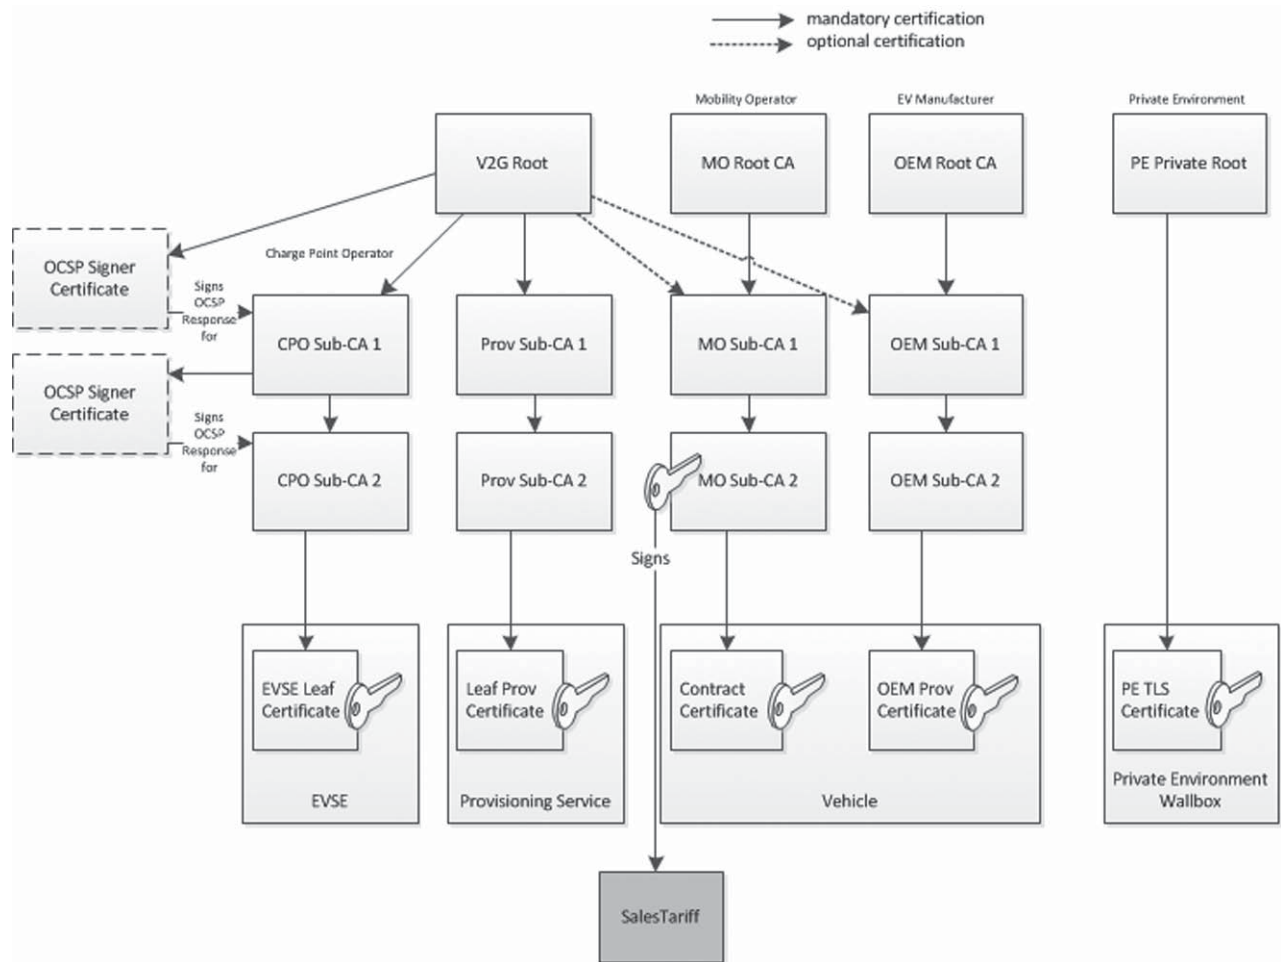 mandatory certification
optional certification
Mobility Operator
EV Manufacturer
Private Environment
V2G Root
MO Root CA
OEM Root CA
PE Private Root
Charge Point Operator
OCSP Signer
Certificate
Signs
OCSP
Response
for
CPO Sub-CA 1
Prov Sub-CA 1
MO Sub-CA 1
OEM Sub-CA 1
OCSP Signer
Certificate
Signs
OCSP
Response
for
CPO Sub-CA 2
Prov Sub-CA 2
MO Sub-CA 2
OEM Sub-CA 2
Signs
EVSE Leaf
Certificate
Leaf Prov
Certificate
Contract
Certificate
OEM Prov
Certificate
PE TLS
Certificate
EVSE
Provisioning Service
Vehicle
Private Environment
Wallbox
SalesTariff